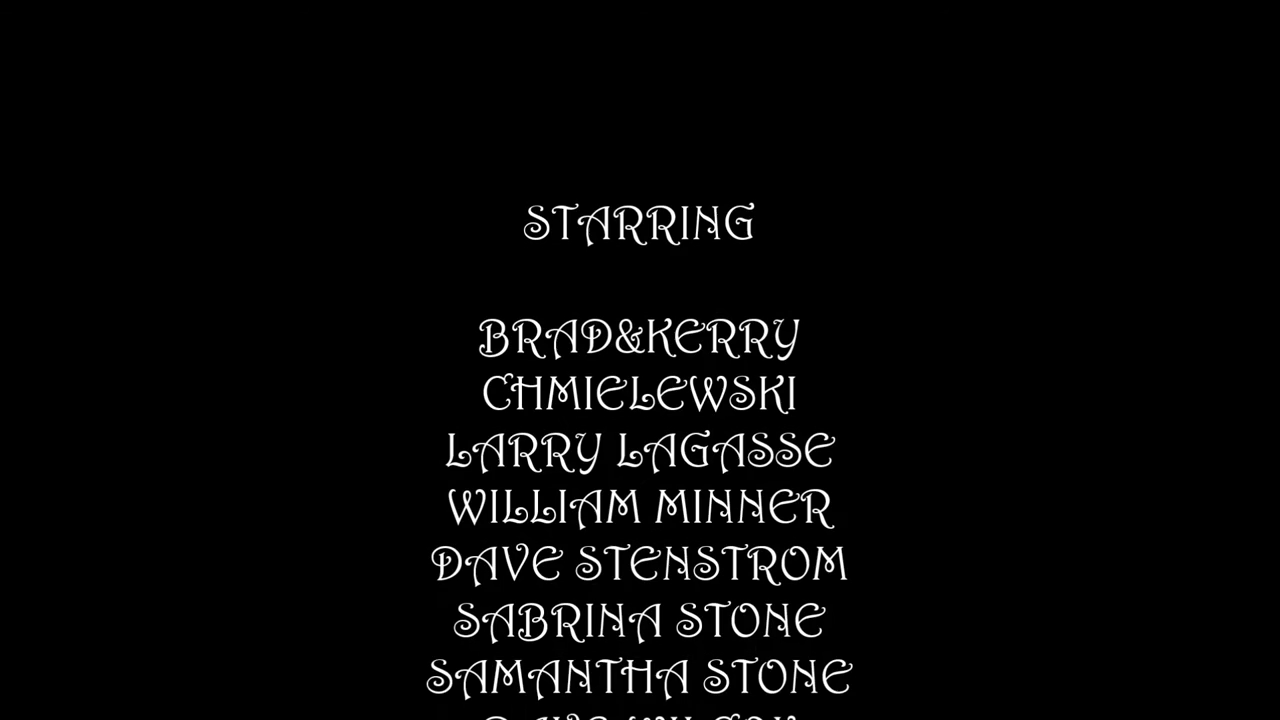 STARRING
BRAD&KERRY
CHMIELEWSKI
LARRY LAGASSE
WILLIAM MINNER
DAVE STENSTROM
SABRINA STONE
SAMANTHA STONE